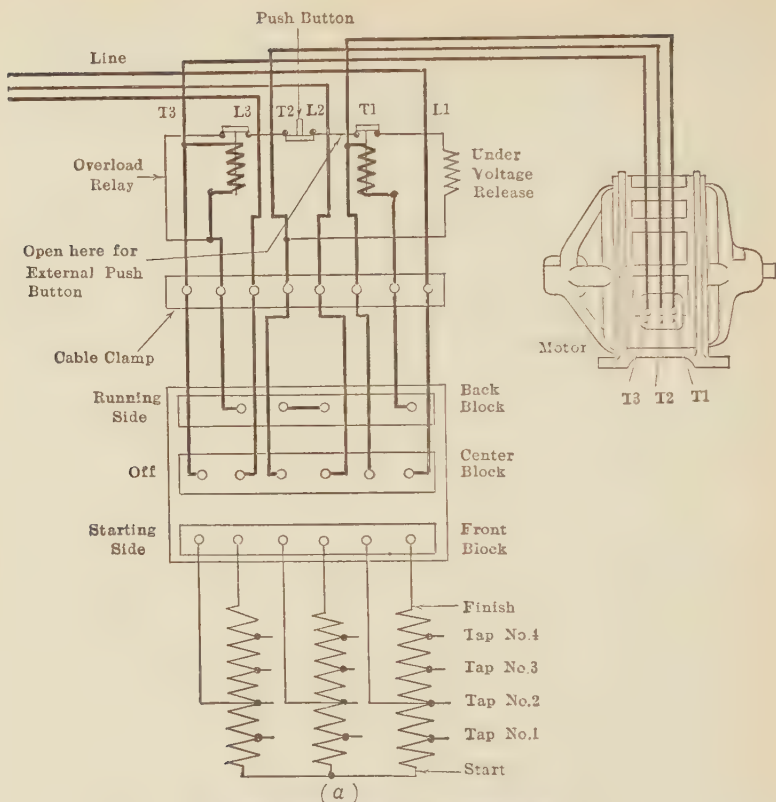 Push Button
Line
T3 L3 T2 L2 T1 L1
Overload
Relay
Under
Voltage
Release
Open here for
External Push
Button
Cable Clamp
Motor
T3 T2 T1
Running
Side
Back
Block
Off
Center
Block
Starting
Side
Front
Block
Finish
Tap No.4
Tap No.3
Tap No.2
Tap No.1
Start
(a)